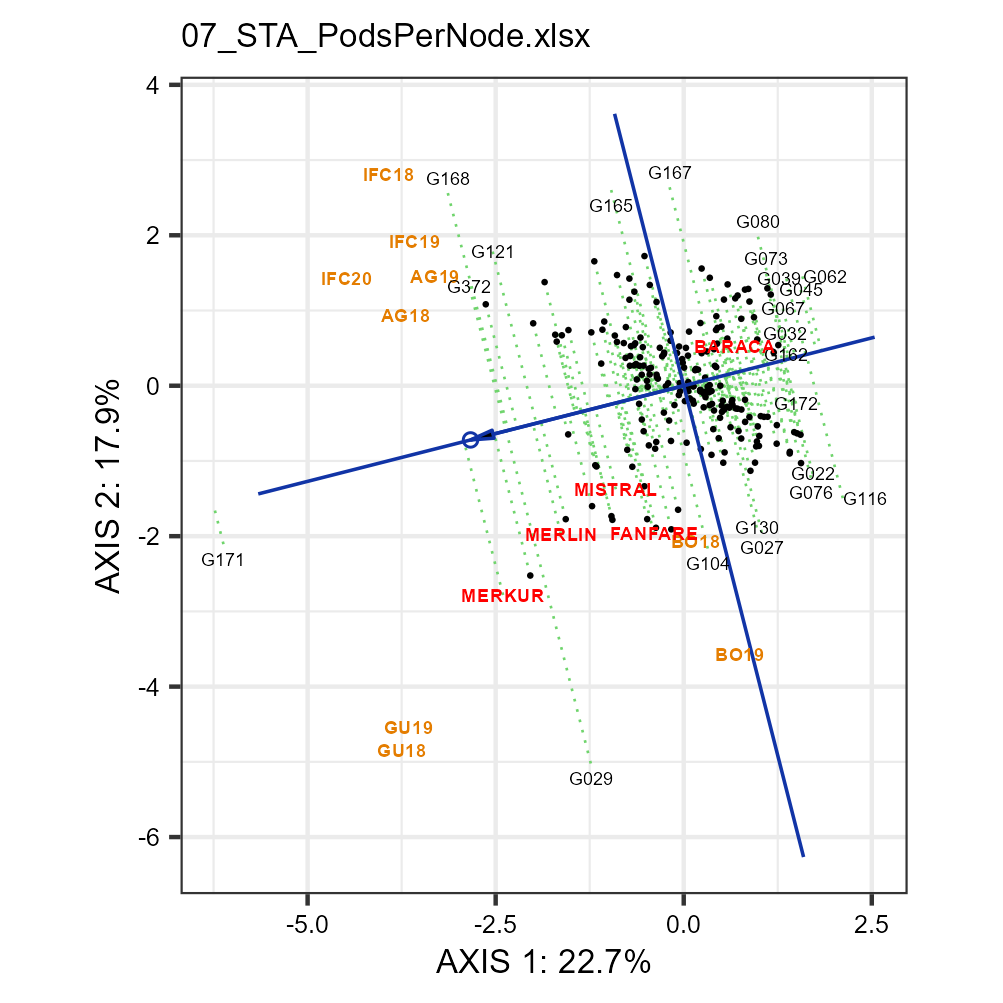 07_STA_PodsPerNode.xlsx
4
2
0
-2
-4
-6
AXIS 2: 17.9%
IFC18
G168
G167
G165
G080
IFC19
G121
G073
IFC20
AG19
G372
G039
G062
G045
AG18
G067
G032
BARACA
G162
G172
MISTRAL
G022
G076
G116
MERLIN
FANFARE
BO18
G130
G027
G171
G104
MERKUR
BO19
GU19
GU18
G029
-5.0
-2.5
0.0
2.5
AXIS 1: 22.7%